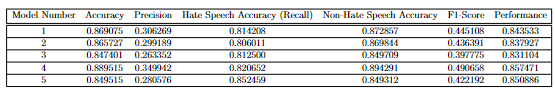 Model Number Accuracy Precision Hate Speech Accuracy (Recall) Non-Hate Speech Accuracy F1-Score Performance
1 0.869075 0.306269 0.814208 0.872857 0.445108 0.843533
2 0.865727 0.299189 0.806011 0.869844 0.436391 0.837927
3 0.847401 0.263352 0.812500 0.849709 0.397775 0.831104
4 0.889515 0.349942 0.820652 0.894291 0.490658 0.857471
5 0.849515 0.280576 0.852459 0.849312 0.422192 0.850886